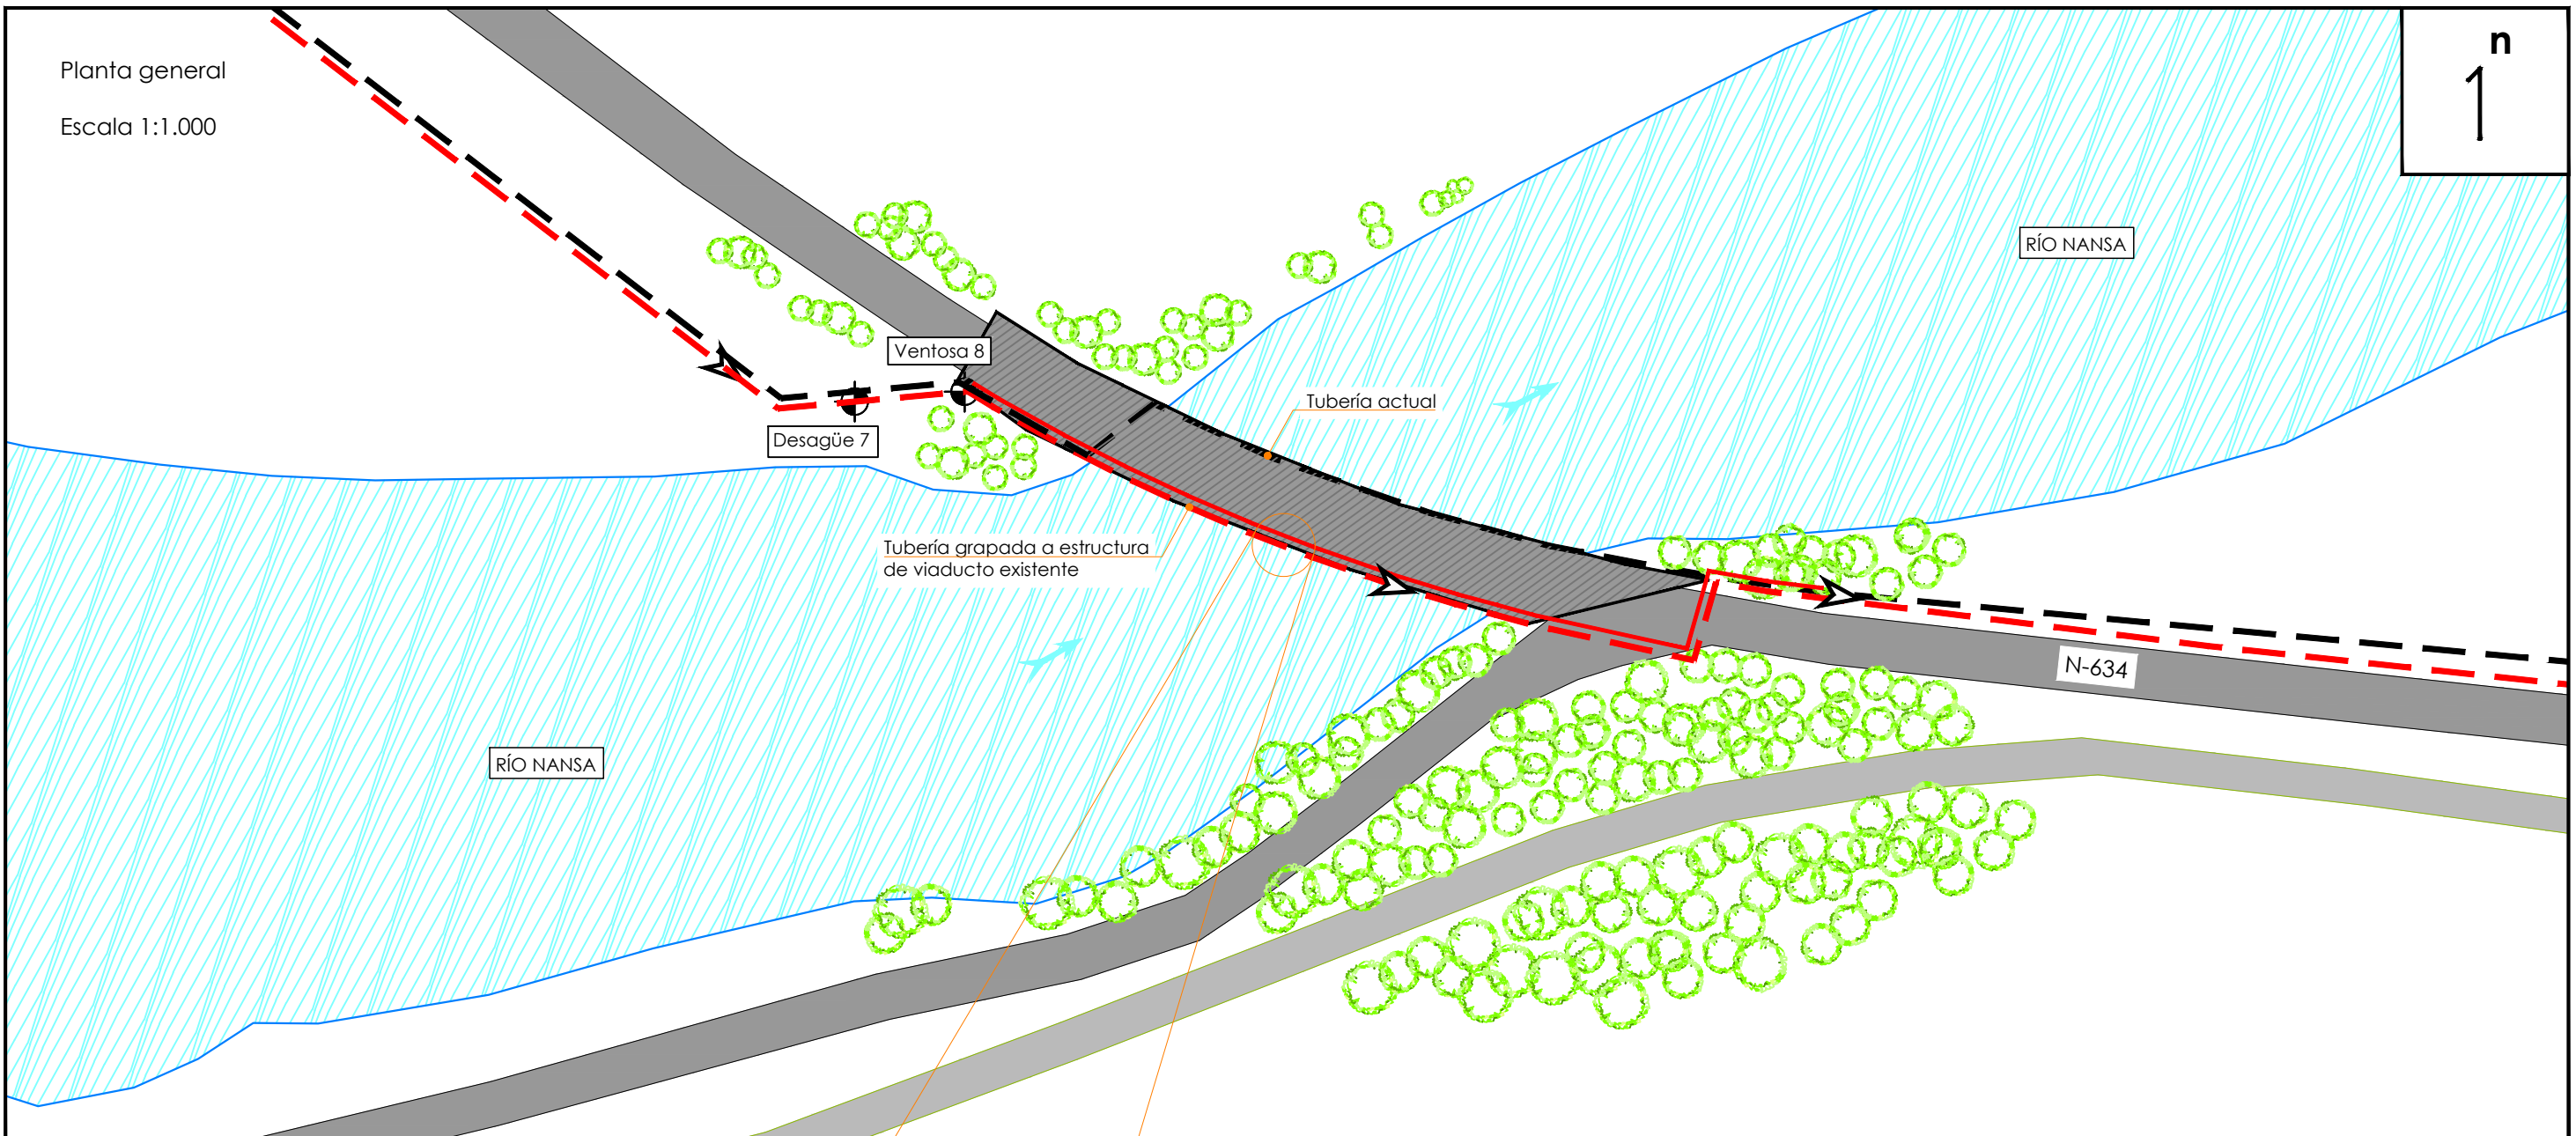 Planta general
Escala 1:1.000
n
RÍO NANSA
Ventosa 8
Tubería actual
Desagüe 7
Tubería grapada a estructura
de viaducto existente
N-634
RÍO NANSA